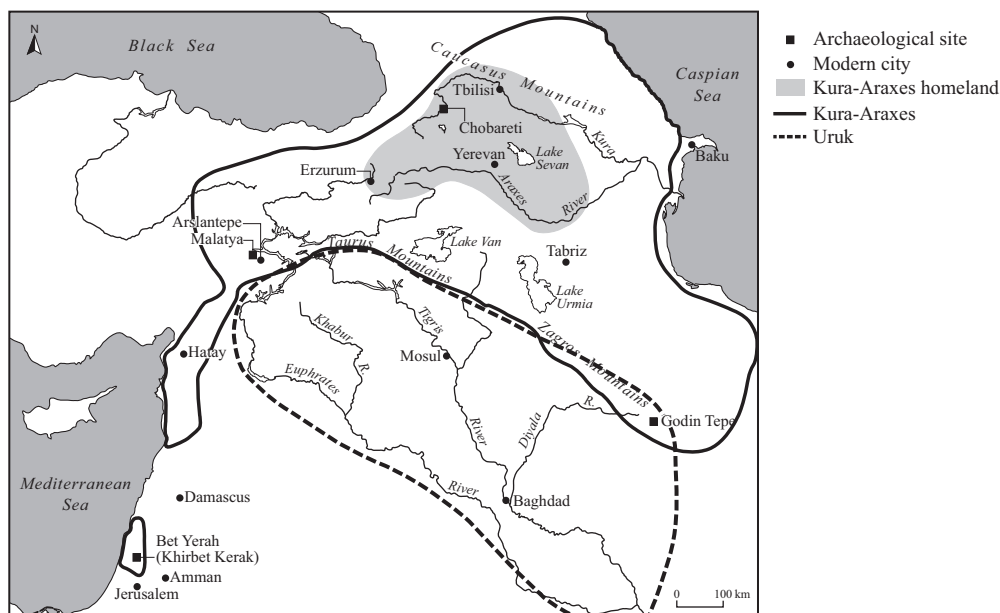 N
Black Sea
Caucasus Mountains
Caspian
Sea
Tbilisi
Chobareti
Kura
Yerevan
Lake
Sevan
Baku
Erzurum
Araxes
River
Arslantepe
Malatya
Taurus
Mountains
Lake Van
Tabriz
Lake
Urmia
Hatay
Khabur
R.
Tigris
Mosul
Zagros Mountains
Euphrates
River
Diyala
R.
Godin Tepe
Mediterranean
Sea
Damascus
River
Baghdad
Bet Yerah
(Khirbet Kerak)
Amman
Jerusalem
0 100 km
Archaeological site
Modern city
Kura-Araxes homeland
Kura-Araxes
Uruk